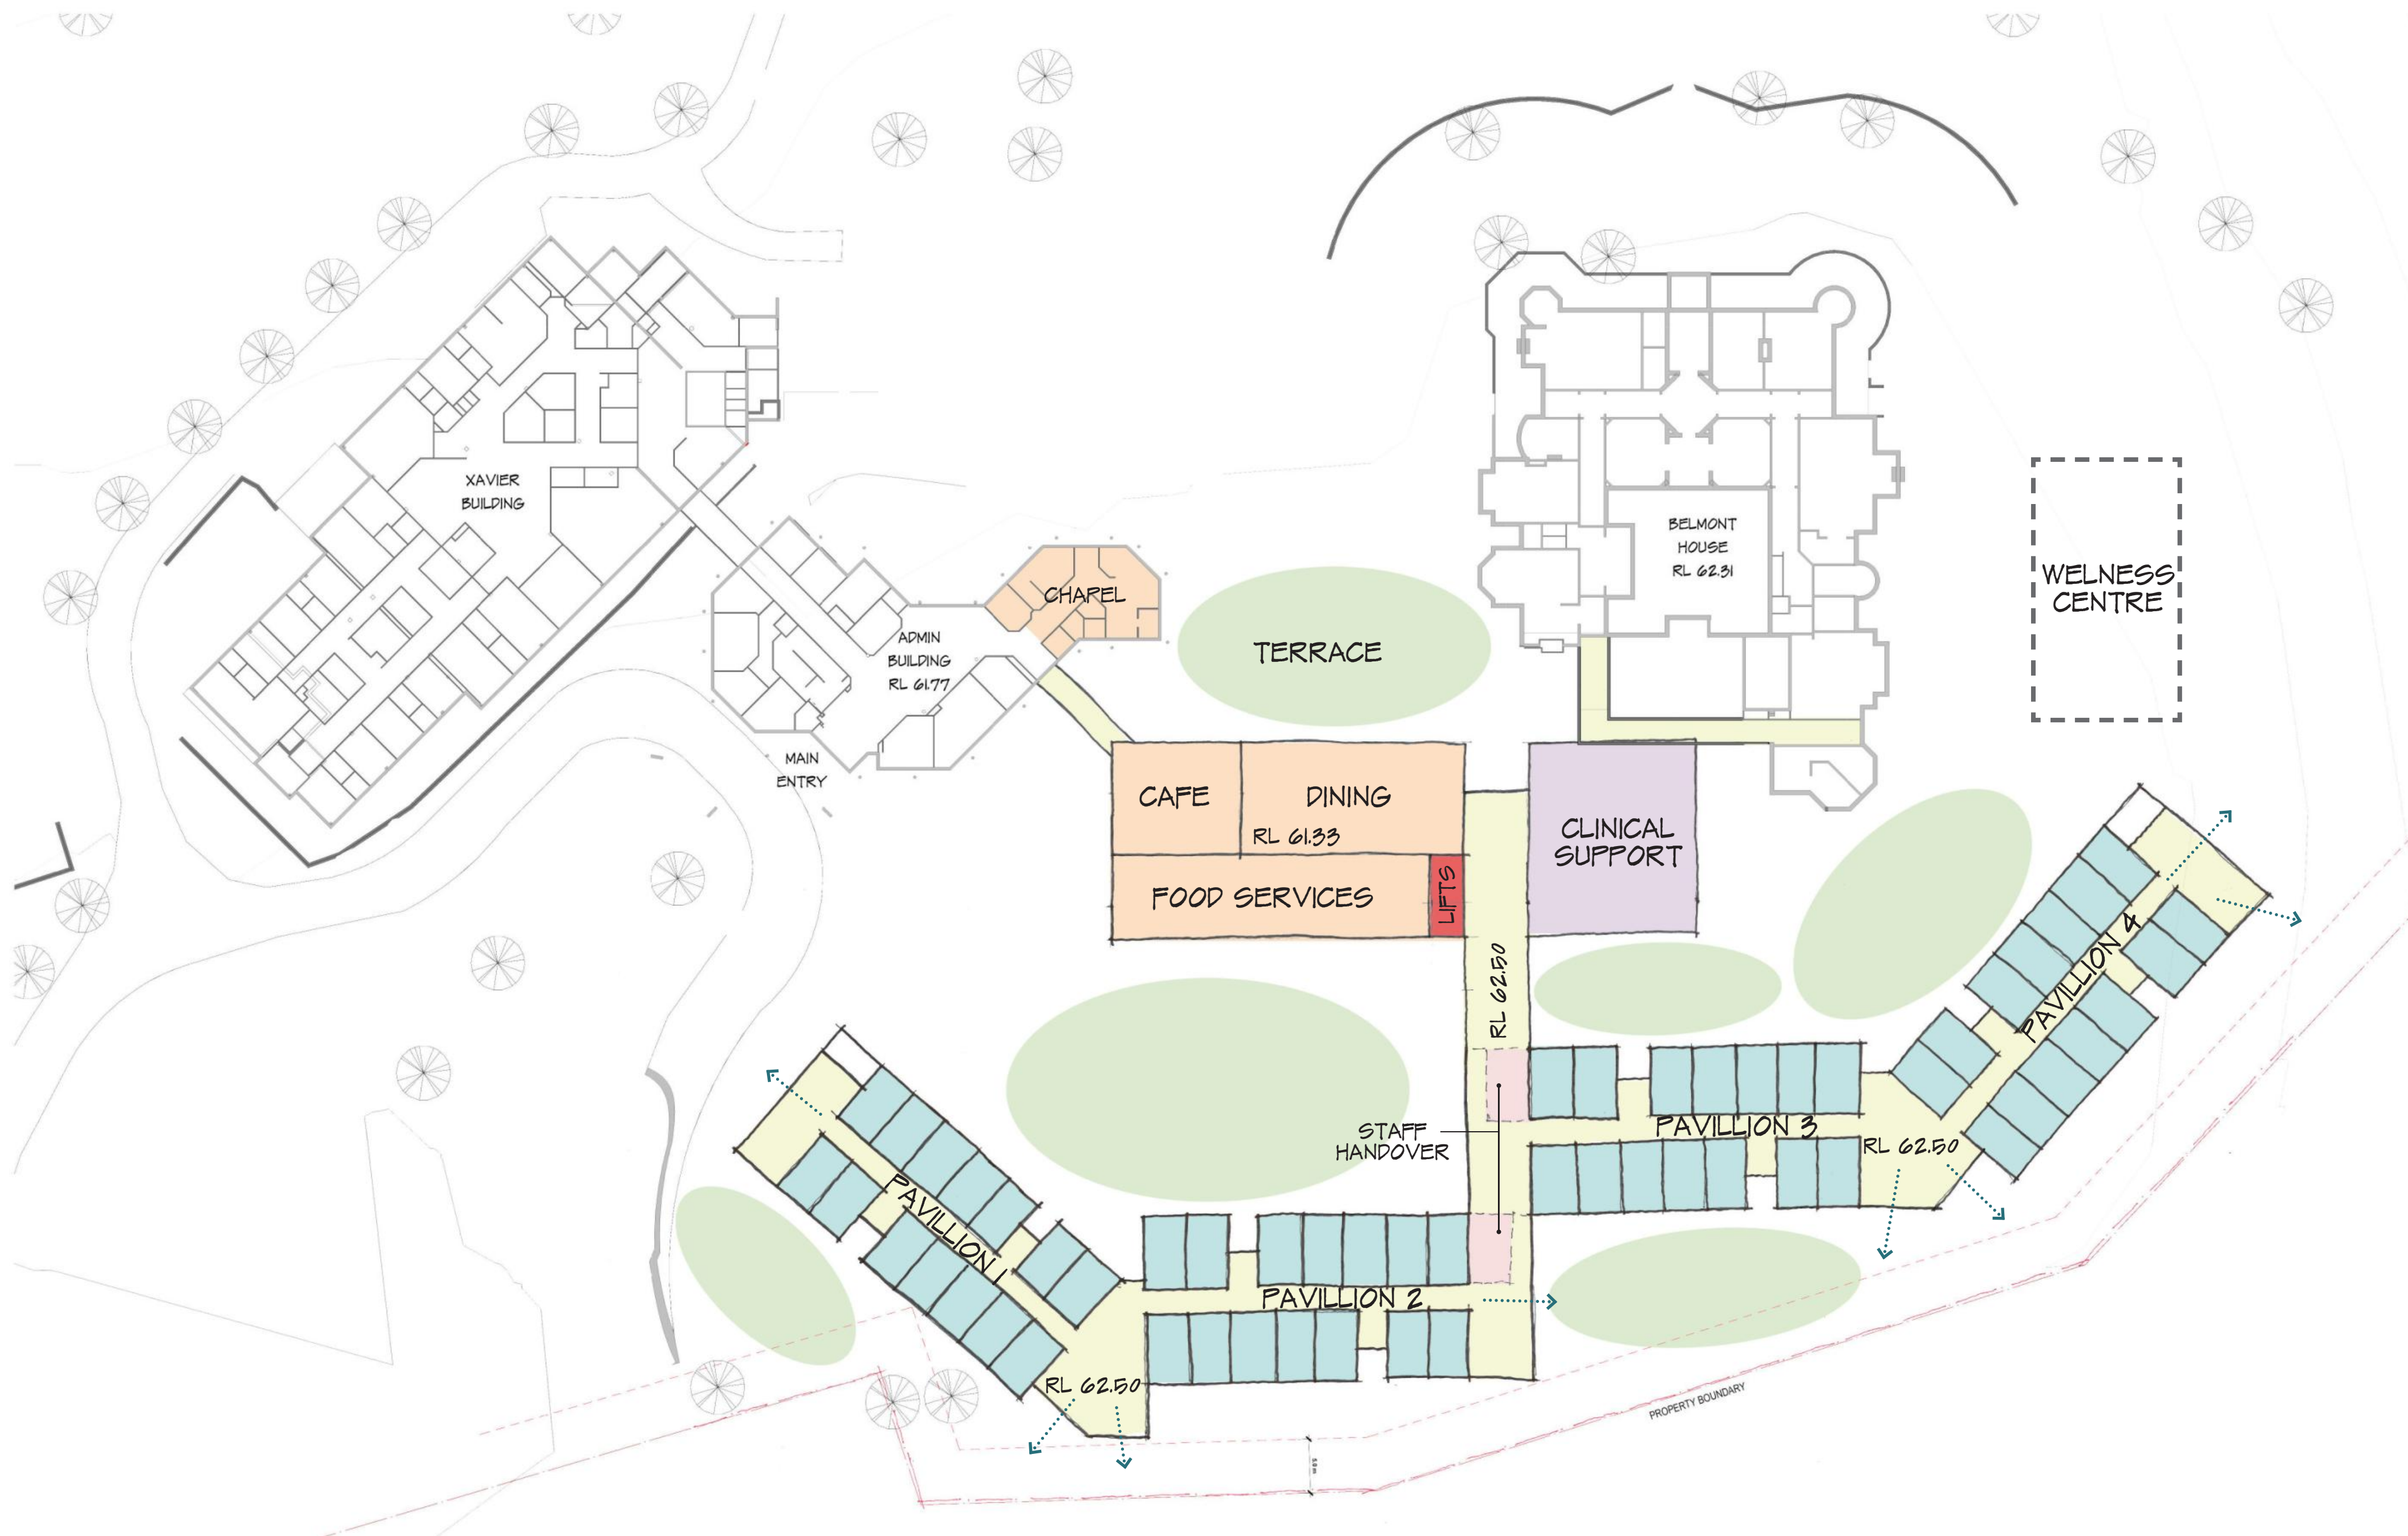 XAVIER
BUILDING
BELMONT
HOUSE
RL 62.31
WELNESS
CENTRE
CHAPEL
ADMIN
BUILDING
RL 61.77
TERRACE
MAIN
ENTRY
CAFE
DINING
RL 61.33
CLINICAL
SUPPORT
FOOD SERVICES
LIFTS
RL 62.50
PAVILLION 4
STAFF
HANDOVER
PAVILLION 3
RL 62.50
PAVILLION 1
PAVILLION 2
RL 62.50
PROPERTY BOUNDARY